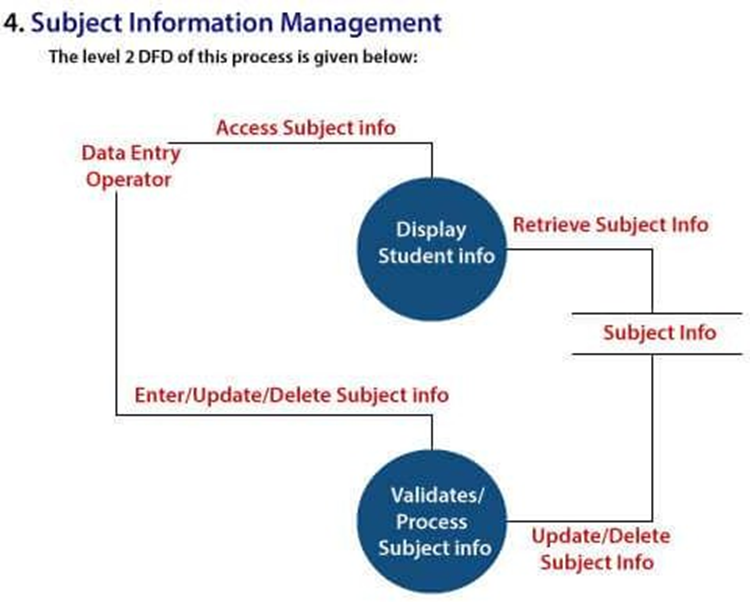 4. Subject Information Management
The level 2 DFD of this process is given below:
Access Subject info
Data Entry
Operator
Display
Student info
Retrieve Subject Info
Subject Info
Enter/Update/Delete Subject info
Validates/
Process
Subject info
Update/Delete
Subject Info